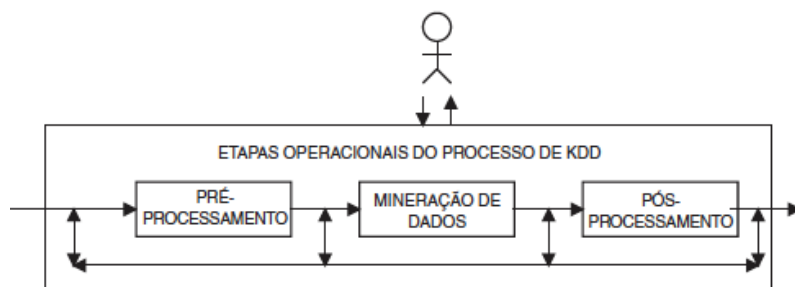 ETAPAS OPERACIONAIS DO PROCESSO DE KDD
PRÉ-
PROCESSAMENTO
MINERAÇÃO DE
DADOS
PÓS-
PROCESSAMENTO